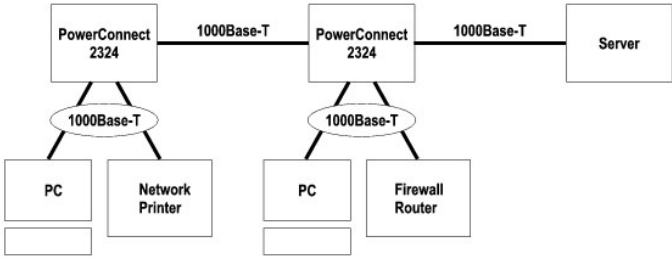 PowerConnect
2324
1000Base-T
PowerConnect
2324
1000Base-T
Server
1000Base-T
1000Base-T
PC
Network
Printer
PC
Firewall
Router